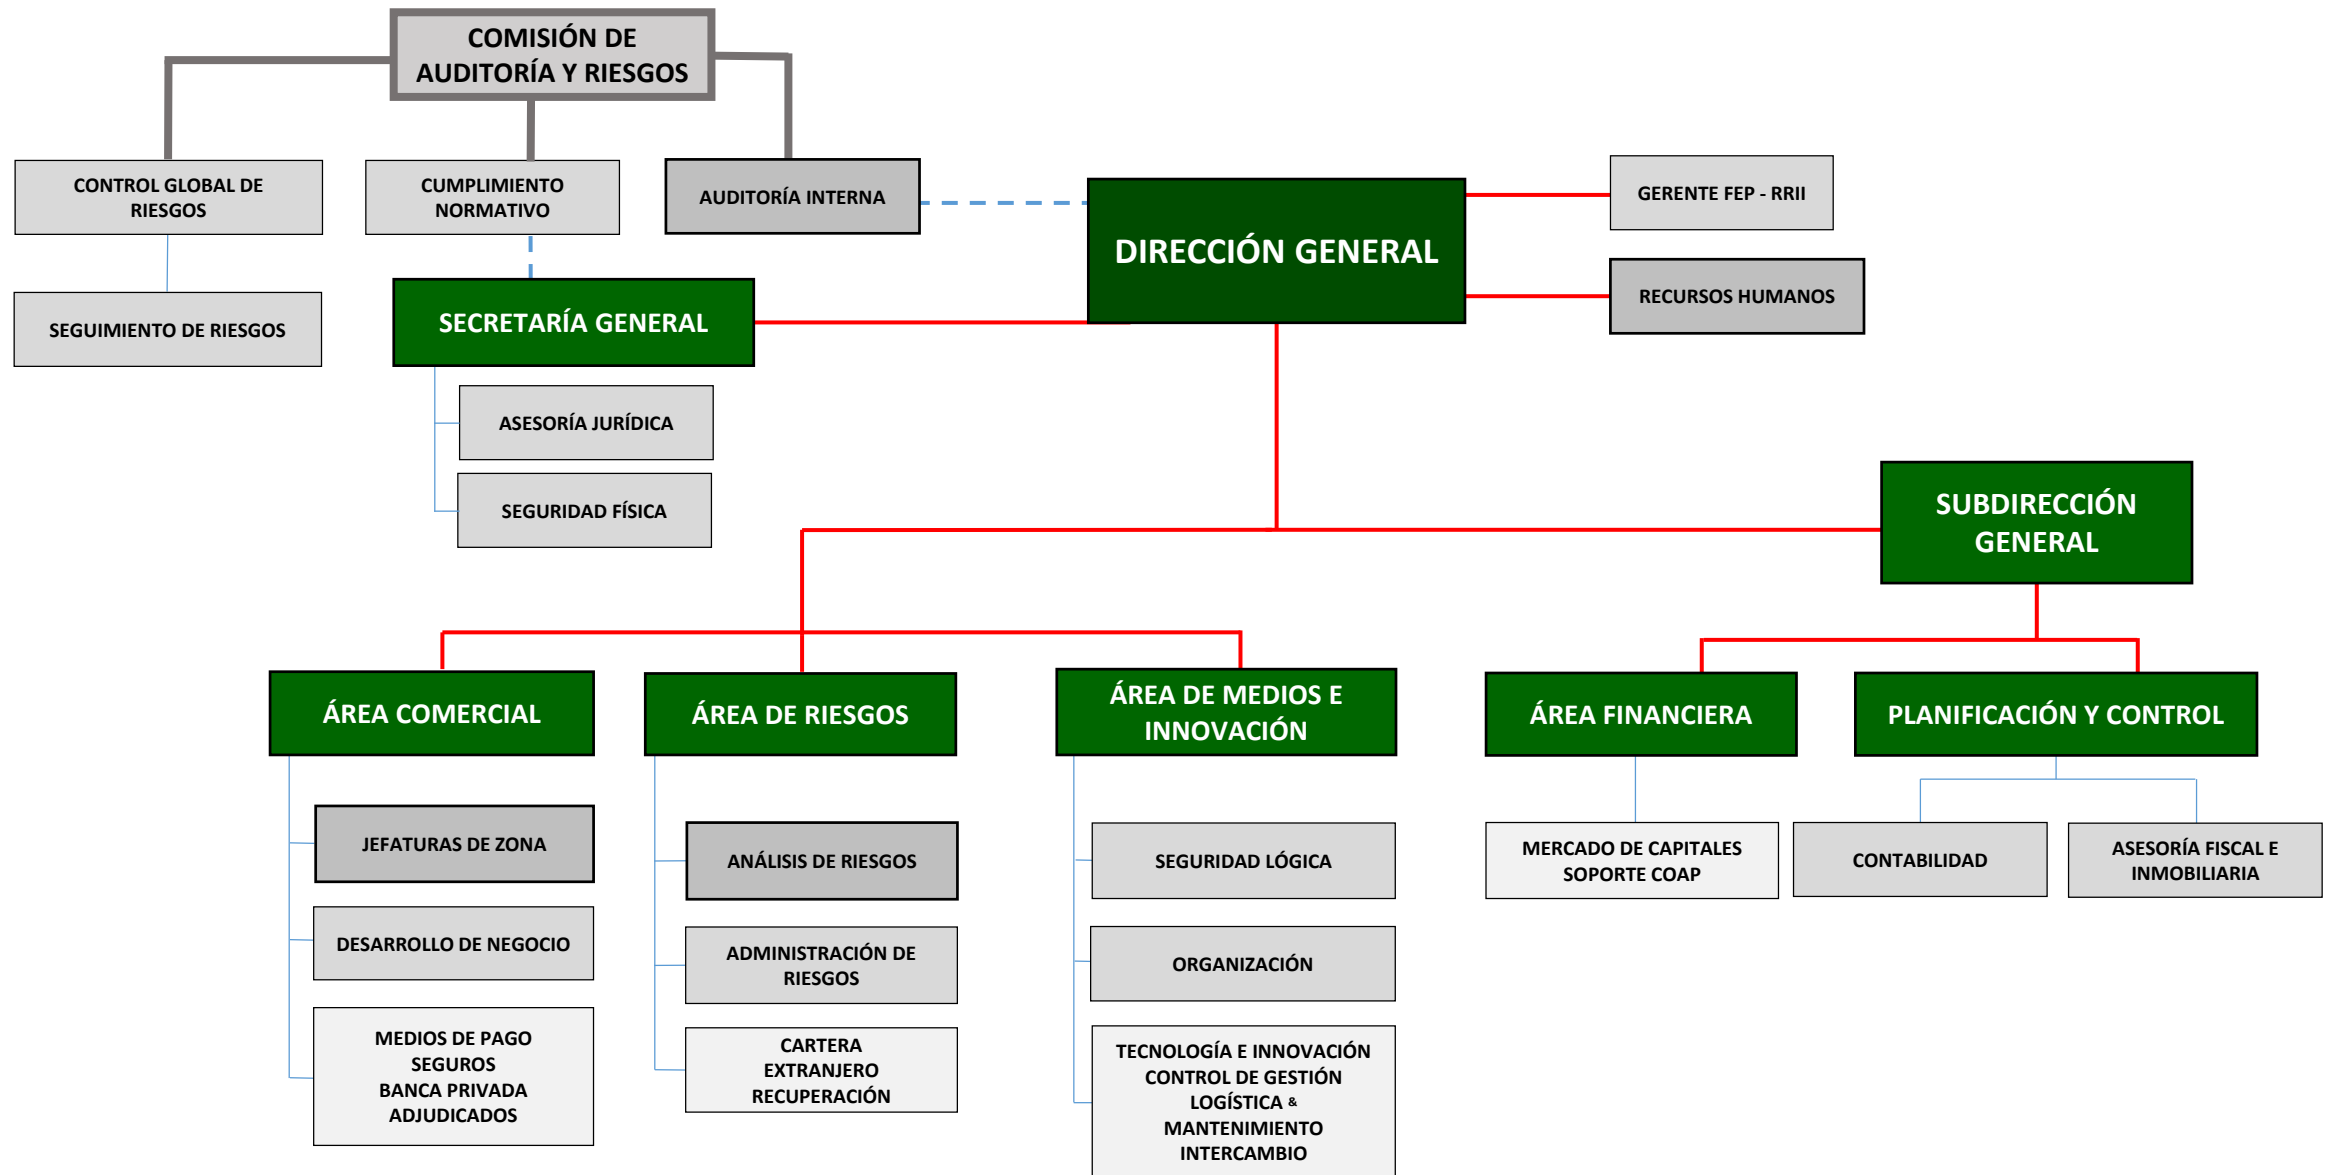 COMISIÓN DE
AUDITORÍA Y RIESGOS
CONTROL GLOBAL DE
RIESGOS
CUMPLIMIENTO
NORMATIVO
AUDITORÍA INTERNA
DIRECCIÓN GENERAL
GERENTE FEP - RRII
RECURSOS HUMANOS
SEGUIMIENTO DE RIESGOS
SECRETARÍA GENERAL
ASESORÍA JURÍDICA
SEGURIDAD FÍSICA
SUBDIRECCIÓN
GENERAL
ÁREA COMERCIAL
JEFATURAS DE ZONA
DESARROLLO DE NEGOCIO
MEDIOS DE PAGO
SEGUROS
BANCA PRIVADA
ADJUDICADOS
ÁREA DE RIESGOS
ANÁLISIS DE RIESGOS
ADMINISTRACIÓN DE
RIESGOS
CARTERA
EXTRANJERO
RECUPERACIÓN
ÁREA DE MEDIOS E
INNOVACIÓN
SEGURIDAD LÓGICA
ORGANIZACIÓN
TECNOLOGÍA E INNOVACIÓN
CONTROL DE GESTIÓN
LOGÍSTICA &
MANTENIMIENTO
INTERCAMBIO
ÁREA FINANCIERA
MERCADO DE CAPITALES
SOPORTE COAP
PLANIFICACIÓN Y CONTROL
CONTABILIDAD
ASESORÍA FISCAL E
INMOBILIARIA